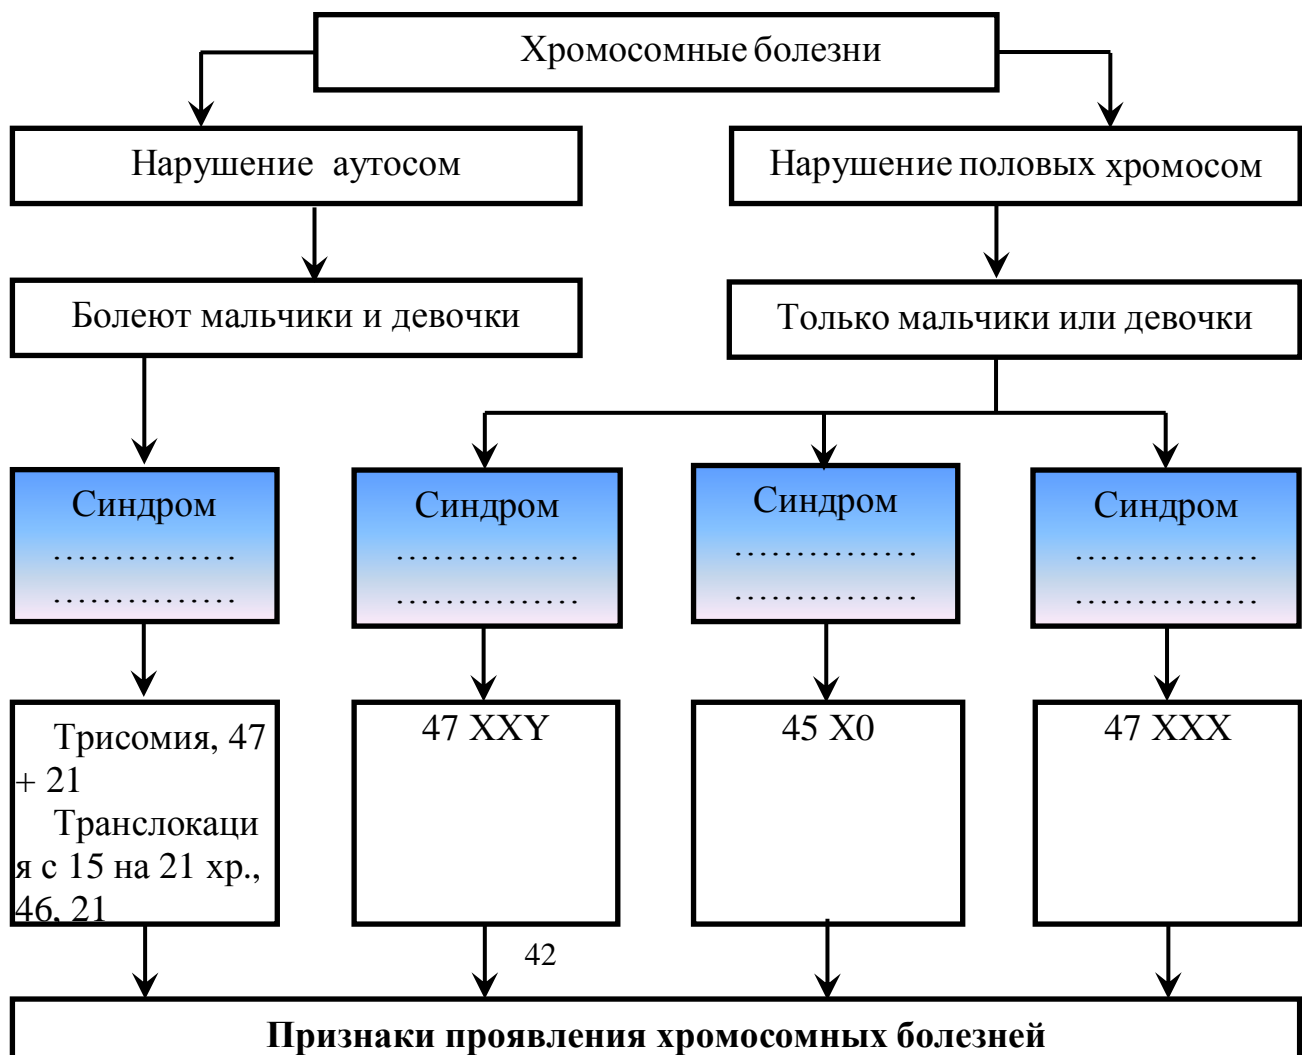 Хромосомные болезни
Нарушение аутосом
Нарушение половых хромосом
Болеют мальчики и девочки
Только мальчики или девочки
Синдром
……………
……………
Синдром
……………
……………
Синдром
……………
……………
Синдром
……………
……………
Трисомия, 47
+ 21
Транслокаци
я с 15 на 21 хр.,
46, 21
47 XXY
45 X0
47 XXX
42
Признаки проявления хромосомных болезней